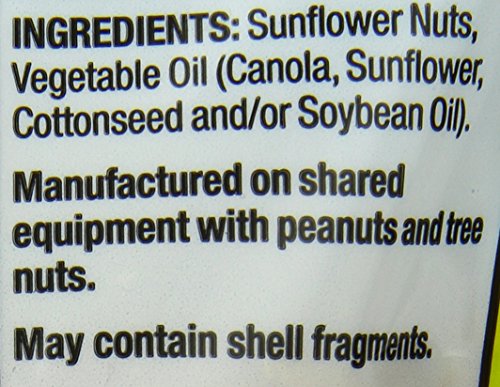 INGREDIENTS: Sunflower Nuts,
Vegetable Oil (Canola, Sunflower,
Cottonseed and/or Soybean Oil).
Manufactured on shared
equipment with peanuts and tree
nuts.
May contain shell fragments.